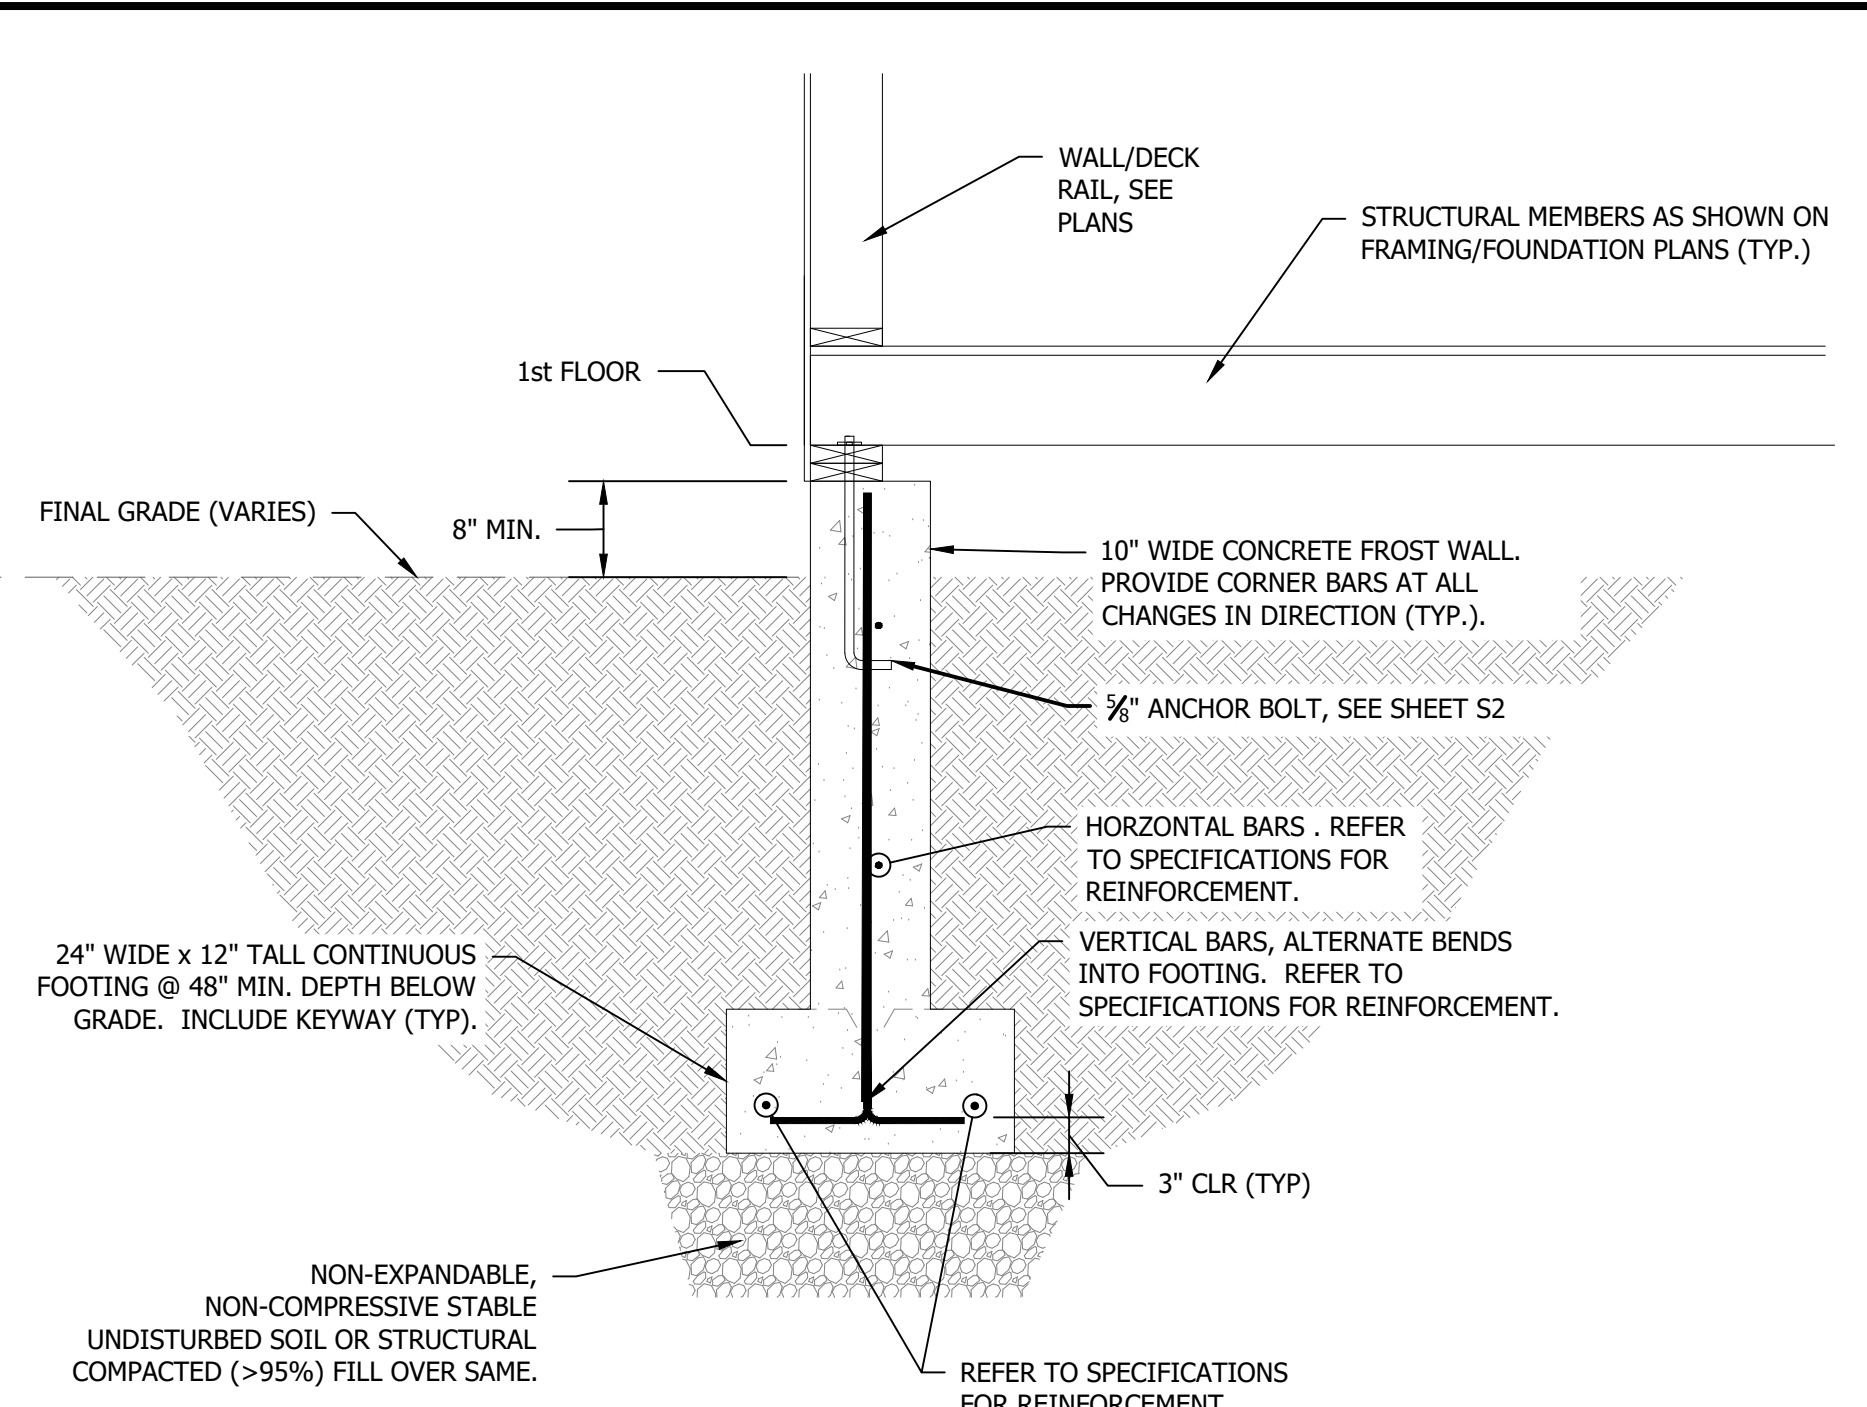 WALL/DECK
RAIL, SEE
PLANS
STRUCTURAL MEMBERS AS SHOWN ON
FRAMING/FOUNDATION PLANS (TYP.)
1st FLOOR
FINAL GRADE (VARIES)
8" MIN.
10" WIDE CONCRETE FROST WALL.
PROVIDE CORNER BARS AT ALL
CHANGES IN DIRECTION (TYP.).
5/8" ANCHOR BOLT, SEE SHEET S2
HORZONTAL BARS . REFER
TO SPECIFICATIONS FOR
REINFORCEMENT.
24" WIDE x 12" TALL CONTINUOUS
FOOTING @ 48" MIN. DEPTH BELOW
GRADE. INCLUDE KEYWAY (TYP).
VERTICAL BARS, ALTERNATE BENDS
INTO FOOTING. REFER TO
SPECIFICATIONS FOR REINFORCEMENT.
3" CLR (TYP)
NON-EXPANDABLE,
NON-COMPRESSIVE STABLE
UNDISTURBED SOIL OR STRUCTURAL
COMPACTED (>95%) FILL OVER SAME.
REFER TO SPECIFICATIONS
FOR REINFORCEMENT